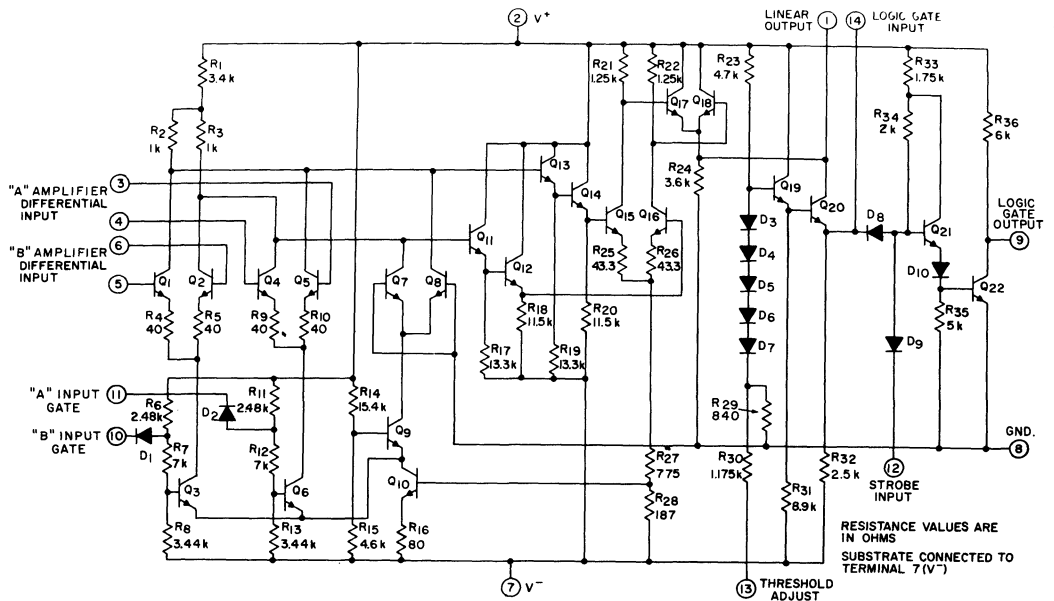 2 V+
LINEAR OUTPUT
1
14
LOGIC GATE INPUT
R1
3.4k
R21
1.25k
R22
1.25k
R23
4.7k
R33
1.75k
Q17
Q18
R2
1k
R3
1k
R34
2k
R36
6k
3
"A" AMPLIFIER
DIFFERENTIAL
INPUT
4
6
"B" AMPLIFIER
DIFFERENTIAL
INPUT
5
Q13
Q14
R24
3.6k
Q19
Q20
D8
Q15
Q16
Q11
Q12
D3
Q21
LOGIC
GATE
OUTPUT
9
Q1
Q2
Q4
Q5
Q7
Q8
R25
43.3
R26
43.3
D4
D10
Q22
R4
40
R5
40
R9
40
R10
40
R18
11.5k
R20
11.5k
D5
R35
5k
D6
D7
D9
R17
13.3k
R19
13.3k
"A" INPUT
GATE
11
R6
2.48k
D2
R11
2.48k
R14
15.4k
R29
840
"B" INPUT
GATE
10
D1
R7
7k
R12
7k
Q9
GND.
8
R27
775
R30
1.175k
R32
2.5k
12
STROBE
INPUT
Q3
Q6
Q10
R28
187
R31
8.9k
R8
3.44k
R13
3.44k
R15
4.6k
R16
80
RESISTANCE VALUES ARE
IN OHMS
SUBSTRATE CONNECTED TO
TERMINAL 7 (V-)
7 V-
13 THRESHOLD
ADJUST